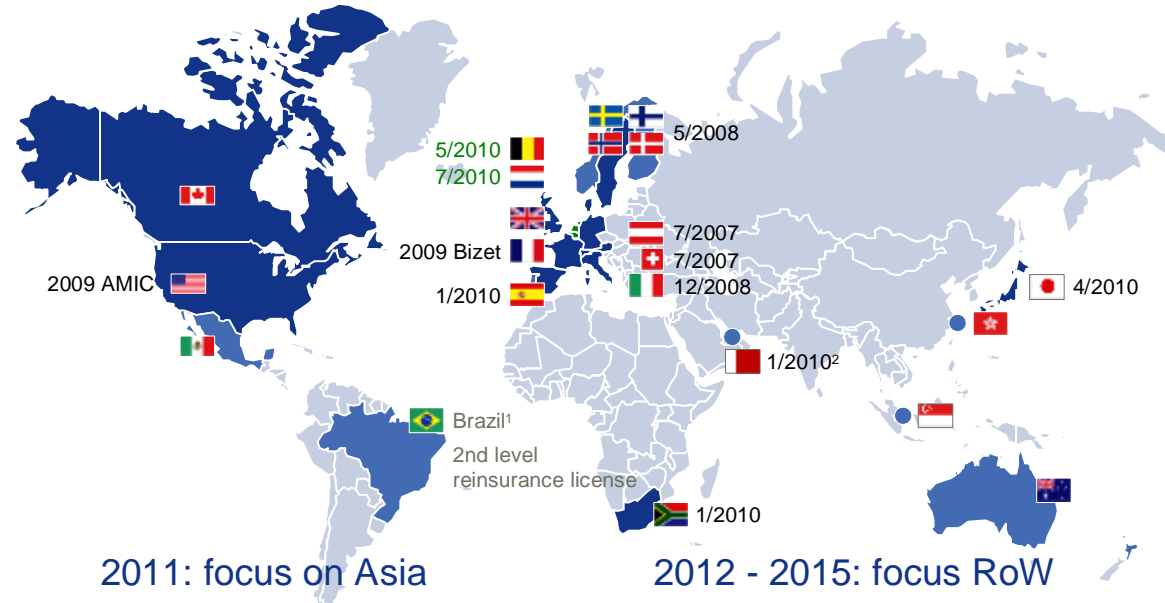 5/2008
5/2010
7/2010
2009 Bizet
7/2007
7/2007
12/2008
2009 AMIC
1/2010
4/2010
1/2010²
Brazil¹
2nd level
reinsurance license
1/2010
2011: focus on Asia
2012 - 2015: focus RoW